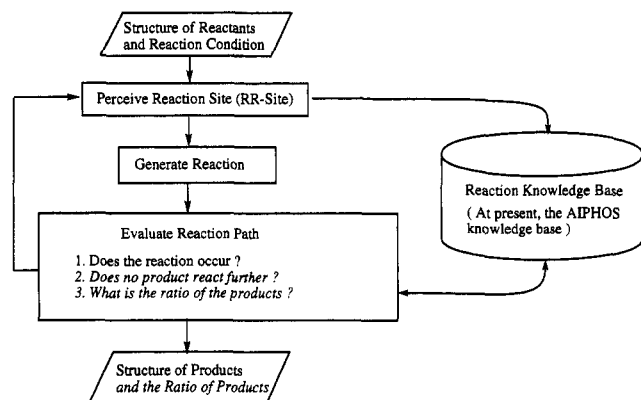 Structure of Reactants
and Reaction Condition
Perceive Reaction Site (RR-Site)
Generate Reaction
Reaction Knowledge Base
( At present, the AIPHOS
knowledge base )
Evaluate Reaction Path
1. Does the reaction occur ?
2. Does no product react further ?
3. What is the ratio of the products ?
Structure of Products
and the Ratio of Products